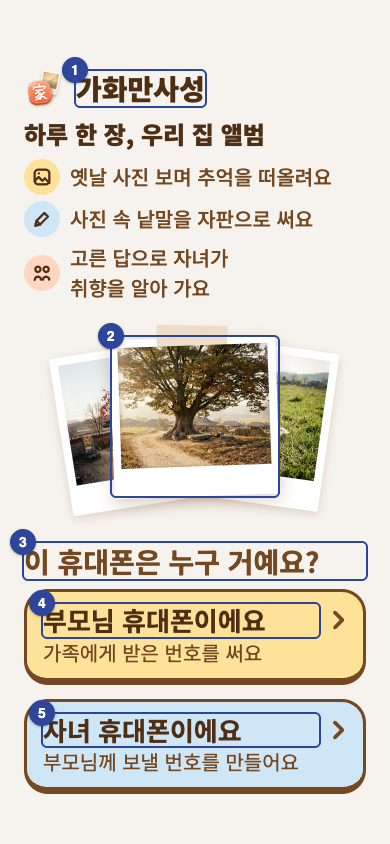 家
1
가화만사성
하루 한 장, 우리 집 앨범
옛날 사진 보며 추억을 떠올려요
사진 속 낱말을 자판으로 써요
고른 답으로 자녀가
취향을 알아 가요
2
3
이 휴대폰은 누구 거예요?
4
부모님 휴대폰이에요
가족에게 받은 번호를 써요
5
자녀 휴대폰이에요
부모님께 보낼 번호를 만들어요